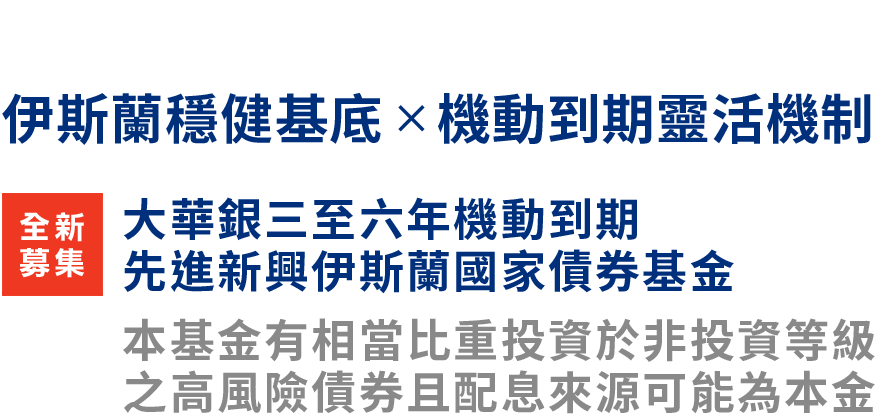 伊斯蘭穩健基底×機動到期靈活機制
全新
募集
大華銀三至六年機動到期
先進新興伊斯蘭國家債券基金
本基金有相當比重投資於非投資等級
之高風險債券且配息來源可能為本金